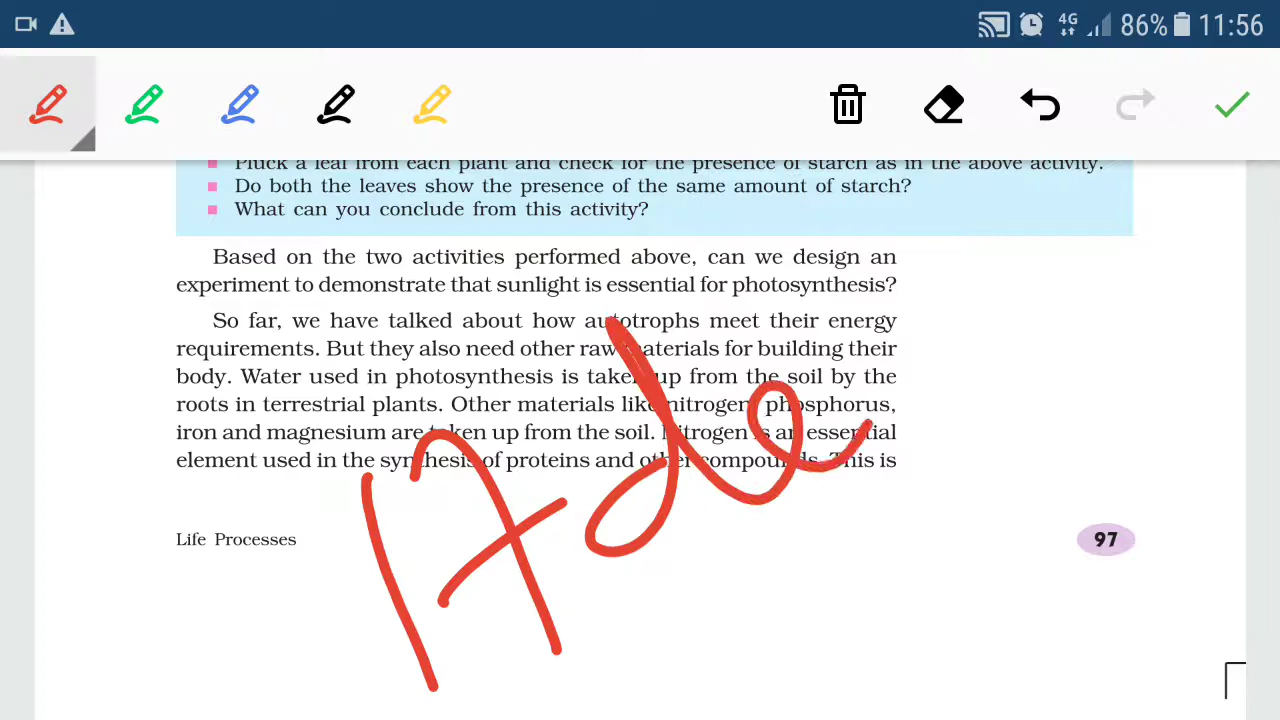 4G 86% 11:56
Pluck a leaf from each plant and check for the presence of starch as in the above activity.
Do both the leaves show the presence of the same amount of starch?
What can you conclude from this activity?
Based on the two activities performed above, can we design an
experiment to demonstrate that sunlight is essential for photosynthesis?
So far, we have talked about how autotrophs meet their energy
requirements. But they also need other raw materials for building their
body. Water used in photosynthesis is taken up from the soil by the
roots in terrestrial plants. Other materials like nitrogen, phosphorus,
iron and magnesium are taken up from the soil. Nitrogen is an essential
element used in the synthesis of proteins and other compounds. This is
Life Processes 97